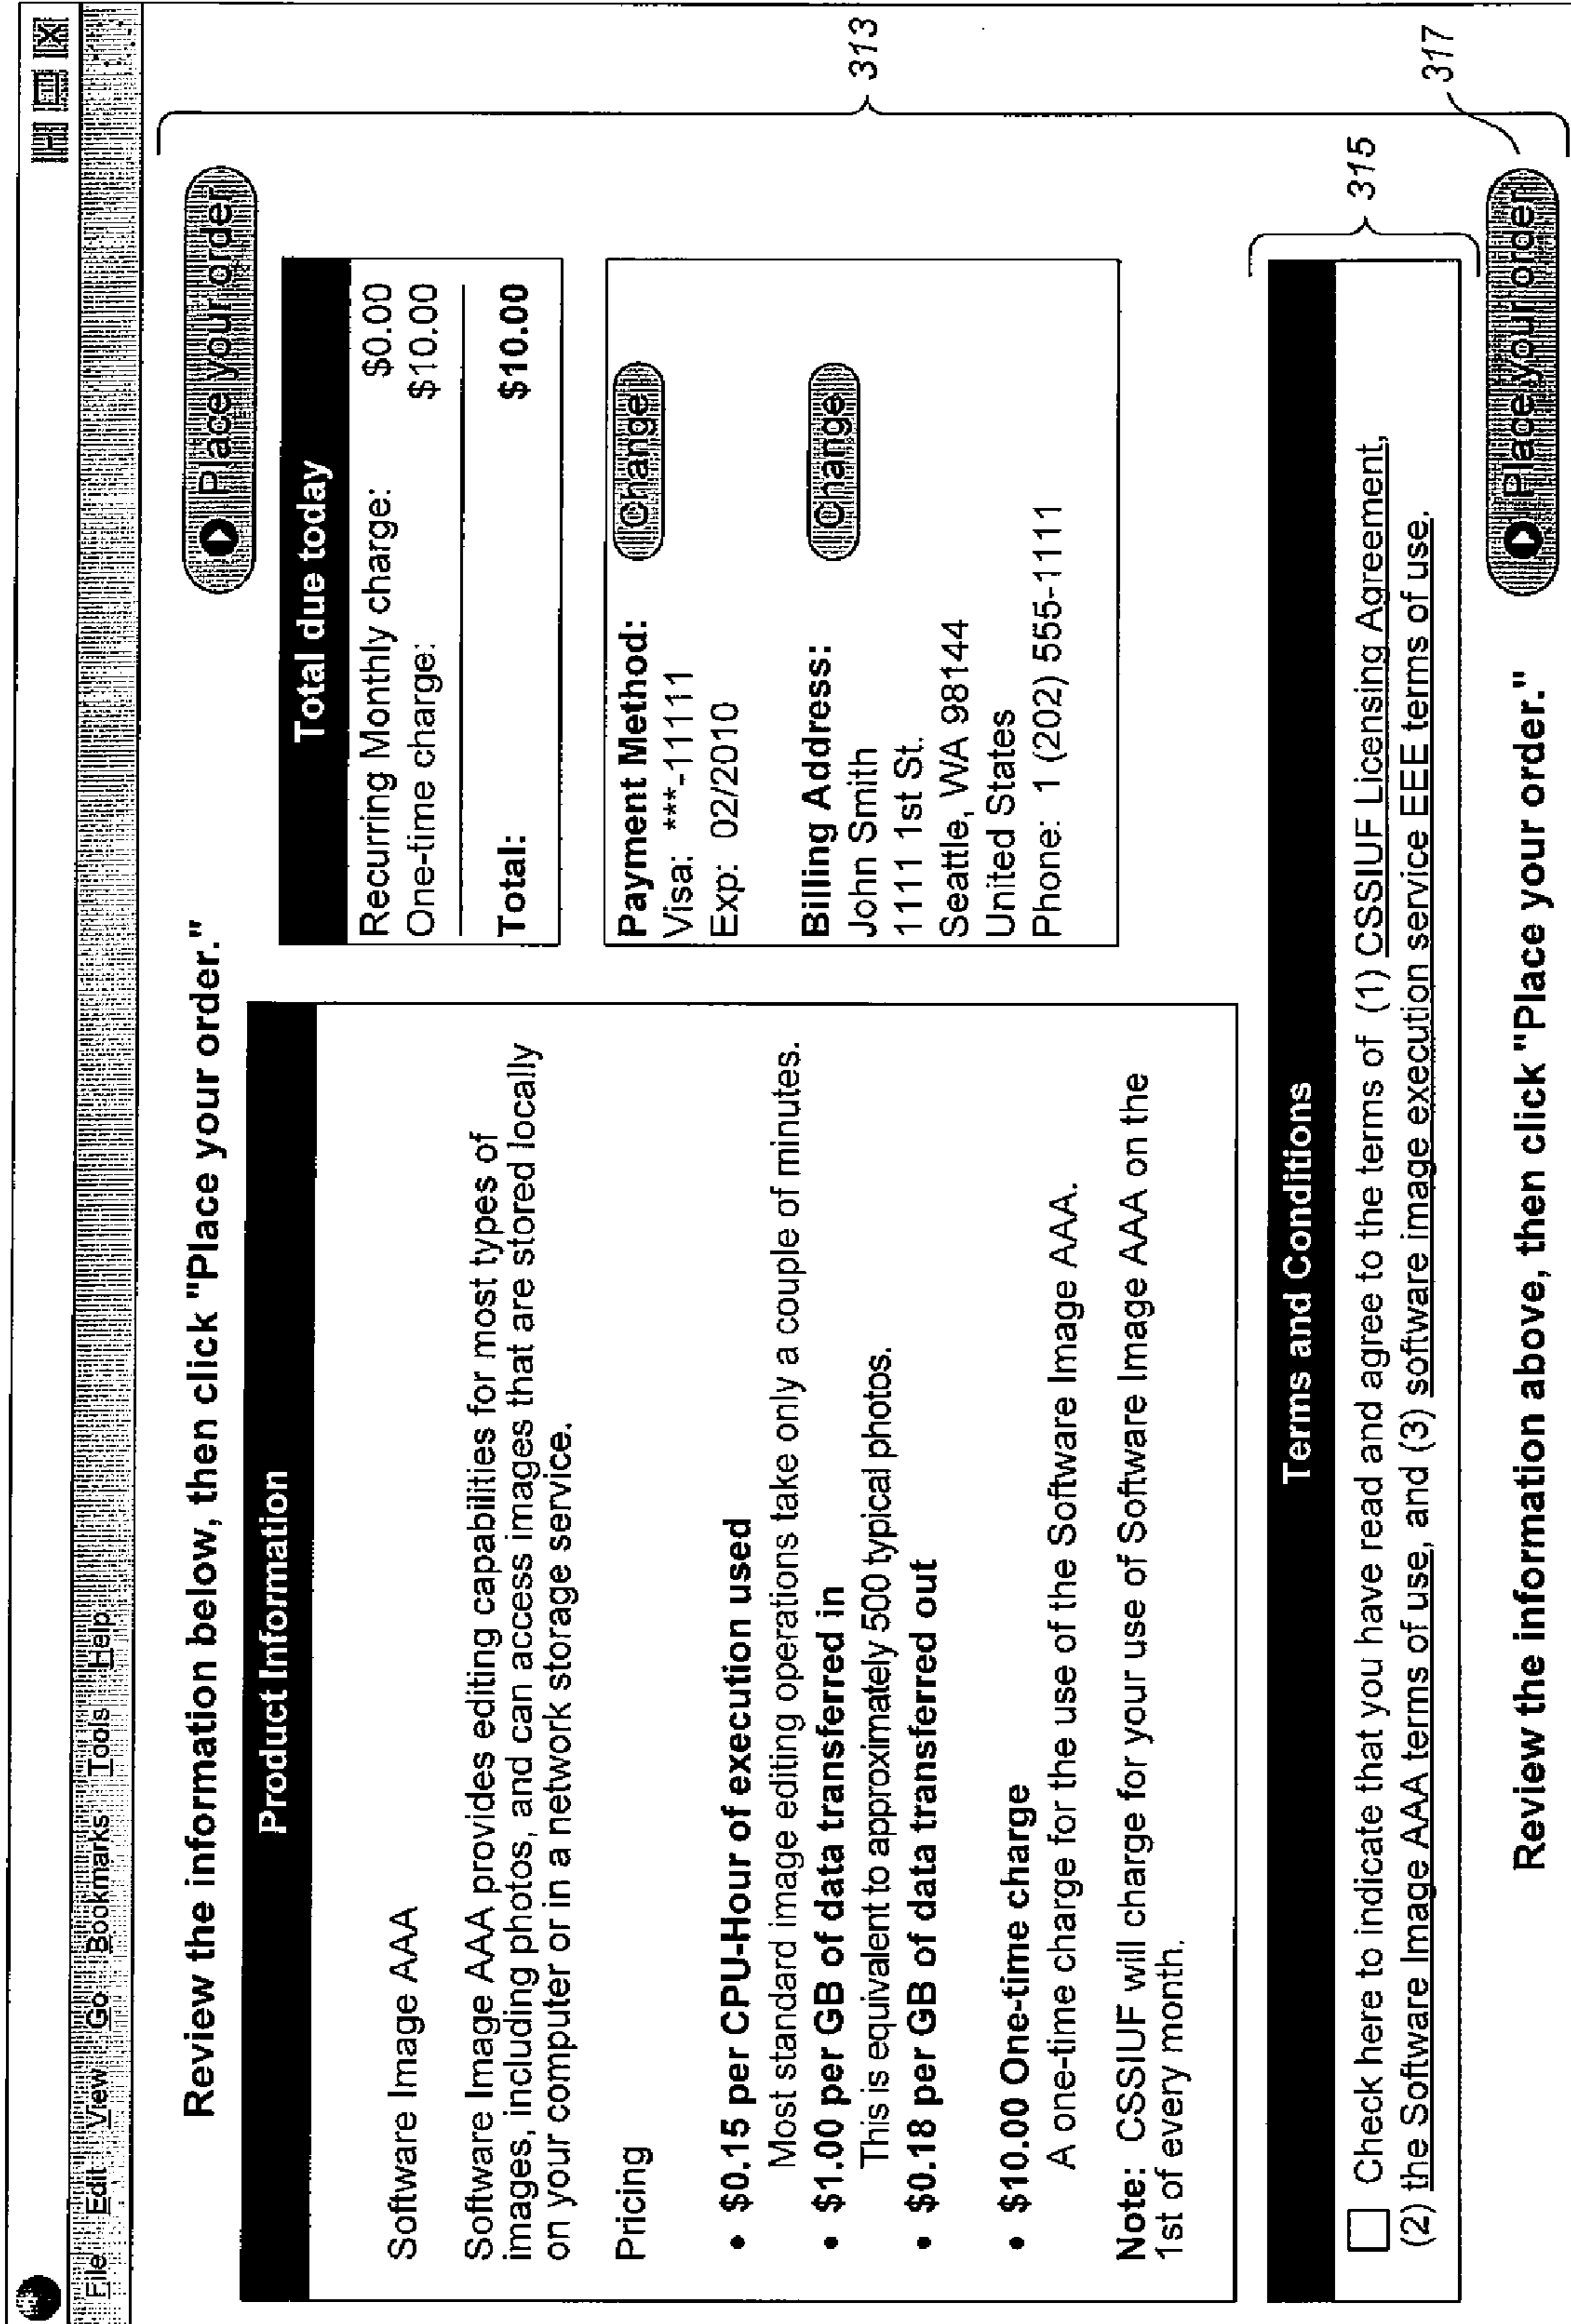 File Edit View Go Bookmarks Tools Help
Review the information below, then click "Place your order."
Place your order
Product Information
Software Image AAA
Software Image AAA provides editing capabilities for most types of
images, including photos, and can access images that are stored locally
on your computer or in a network storage service.
Pricing
• $0.15 per CPU-Hour of execution used
Most standard image editing operations take only a couple of minutes.
• $1.00 per GB of data transferred in
This is equivalent to approximately 500 typical photos.
• $0.18 per GB of data transferred out
• $10.00 One-time charge
A one-time charge for the use of the Software Image AAA.
Note: CSSIUF will charge for your use of Software Image AAA on the
1st of every month.
Total due today
Recurring Monthly charge: $0.00
One-time charge: $10.00
Total: $10.00
Payment Method: Change
Visa: ***-11111
Exp: 02/2010
Billing Address: Change
John Smith
1111 1st St.
Seattle, WA 98144
United States
Phone: 1 (202) 555-1111
313
Terms and Conditions
Check here to indicate that you have read and agree to the terms of (1) CSSIUF Licensing Agreement,
(2) the Software Image AAA terms of use, and (3) software image execution service EEE terms of use.
315
Review the information above, then click "Place your order."
Place your order
317